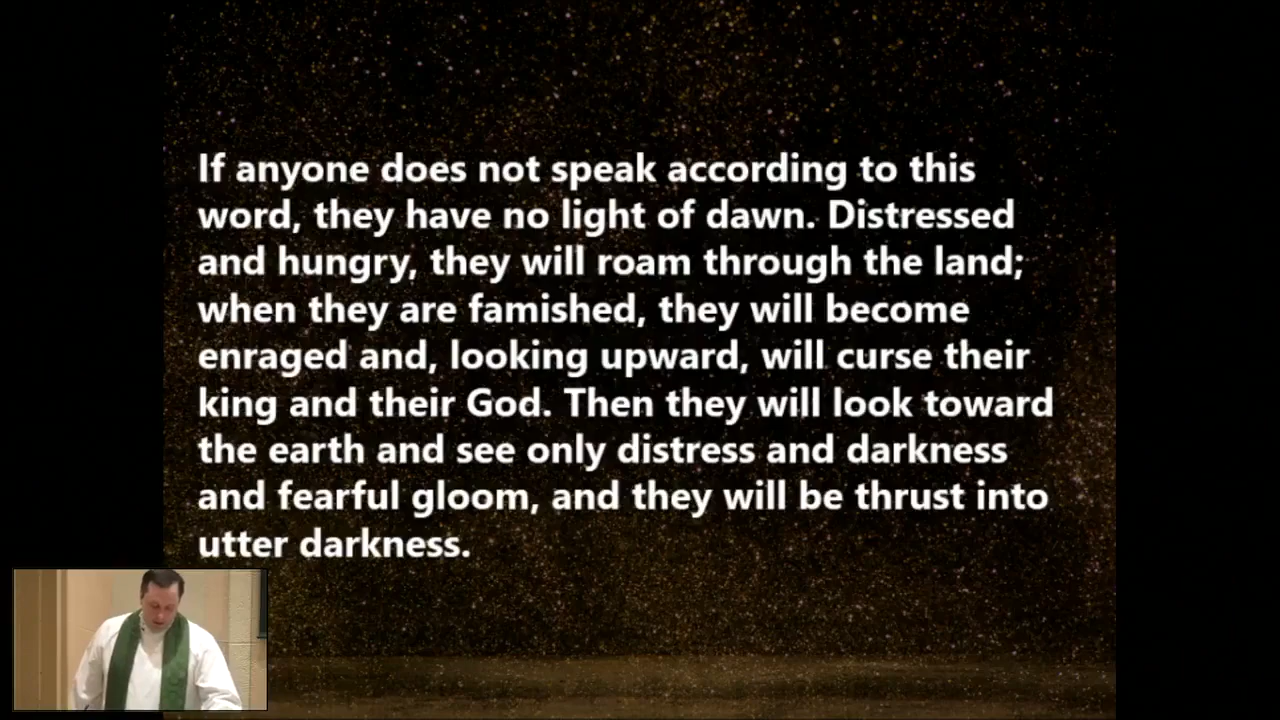 If anyone does not speak according to this
word, they have no light of dawn. Distressed
and hungry, they will roam through the land;
when they are famished, they will become
enraged and, looking upward, will curse their
king and their God. Then they will look toward
the earth and see only distress and darkness
and fearful gloom, and they will be thrust into
utter darkness.